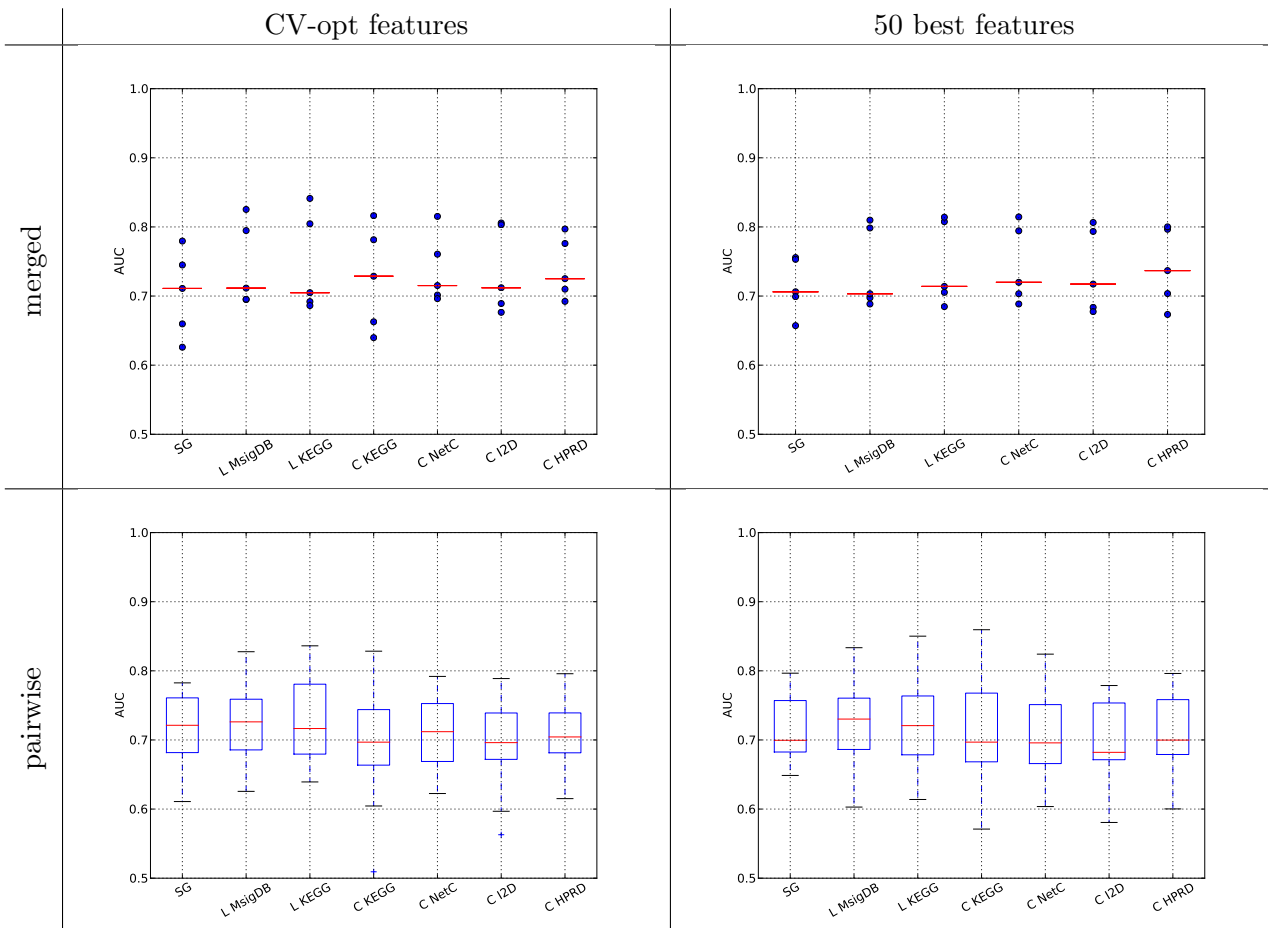 CV-opt features
50 best features
merged
1.0
0.9
0.8
0.7
0.6
0.5
AUC
SG
L MsigDB
L KEGG
C KEGG
C NetC
C I2D
C HPRD
1.0
0.9
0.8
0.7
0.6
0.5
AUC
SG
L MsigDB
L KEGG
C NetC
C I2D
C HPRD
pairwise
1.0
0.9
0.8
0.7
0.6
0.5
AUC
SG
L MsigDB
L KEGG
C KEGG
C NetC
C I2D
C HPRD
1.0
0.9
0.8
0.7
0.6
0.5
AUC
SG
L MsigDB
L KEGG
C KEGG
C NetC
C I2D
C HPRD